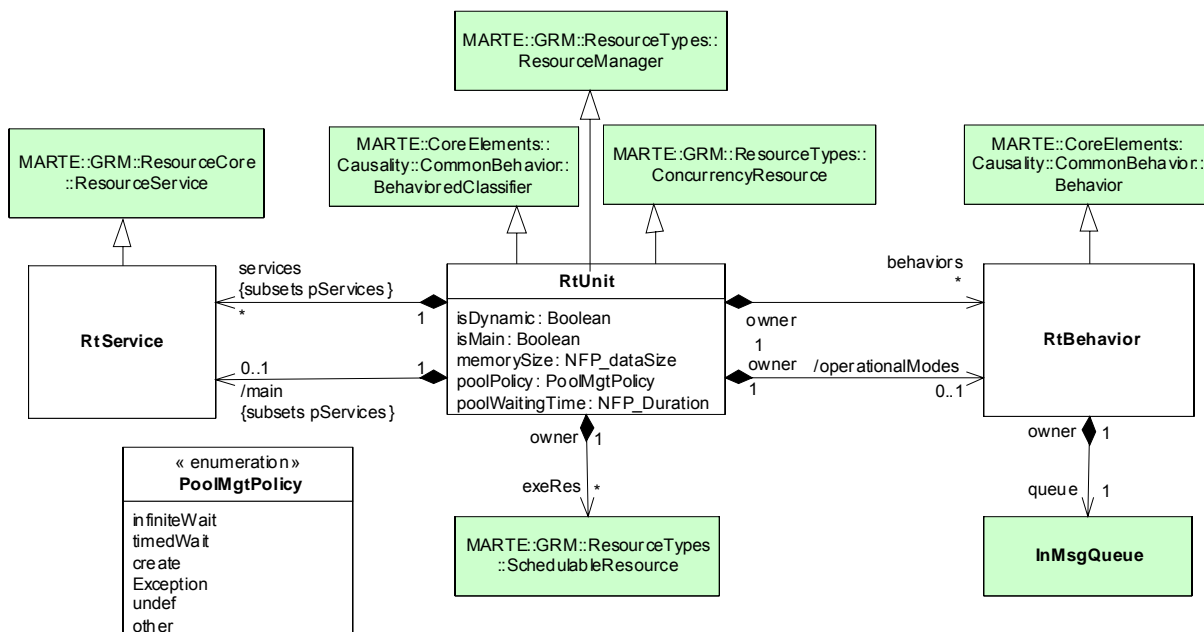 MARTE::GRM::ResourceTypes::
ResourceManager
MARTE::GRM::ResourceCore
::ResourceService
MARTE::CoreElements::
Causality::CommonBehavior::
BehavioredClassifier
MARTE::GRM::ResourceTypes::
ConcurrencyResource
MARTE::CoreElements::
Causality::CommonBehavior::
Behavior
RtService
services
{subsets pServices}
*
1
0..1
1
/main
{subsets pServices}
RtUnit
isDynamic: Boolean
isMain: Boolean
memorySize: NFP_dataSize
poolPolicy: PoolMgtPolicy
poolWaitingTime: NFP_Duration
behaviors
*
owner
1
owner
/operationalModes
1
0..1
RtBehavior
owner
1
exeRes
*
owner
1
queue
1
« enumeration»
PoolMgtPolicy
infiniteWait
timedWait
create
Exception
undef
other
MARTE::GRM::ResourceTypes
::SchedulableResource
InMsgQueue